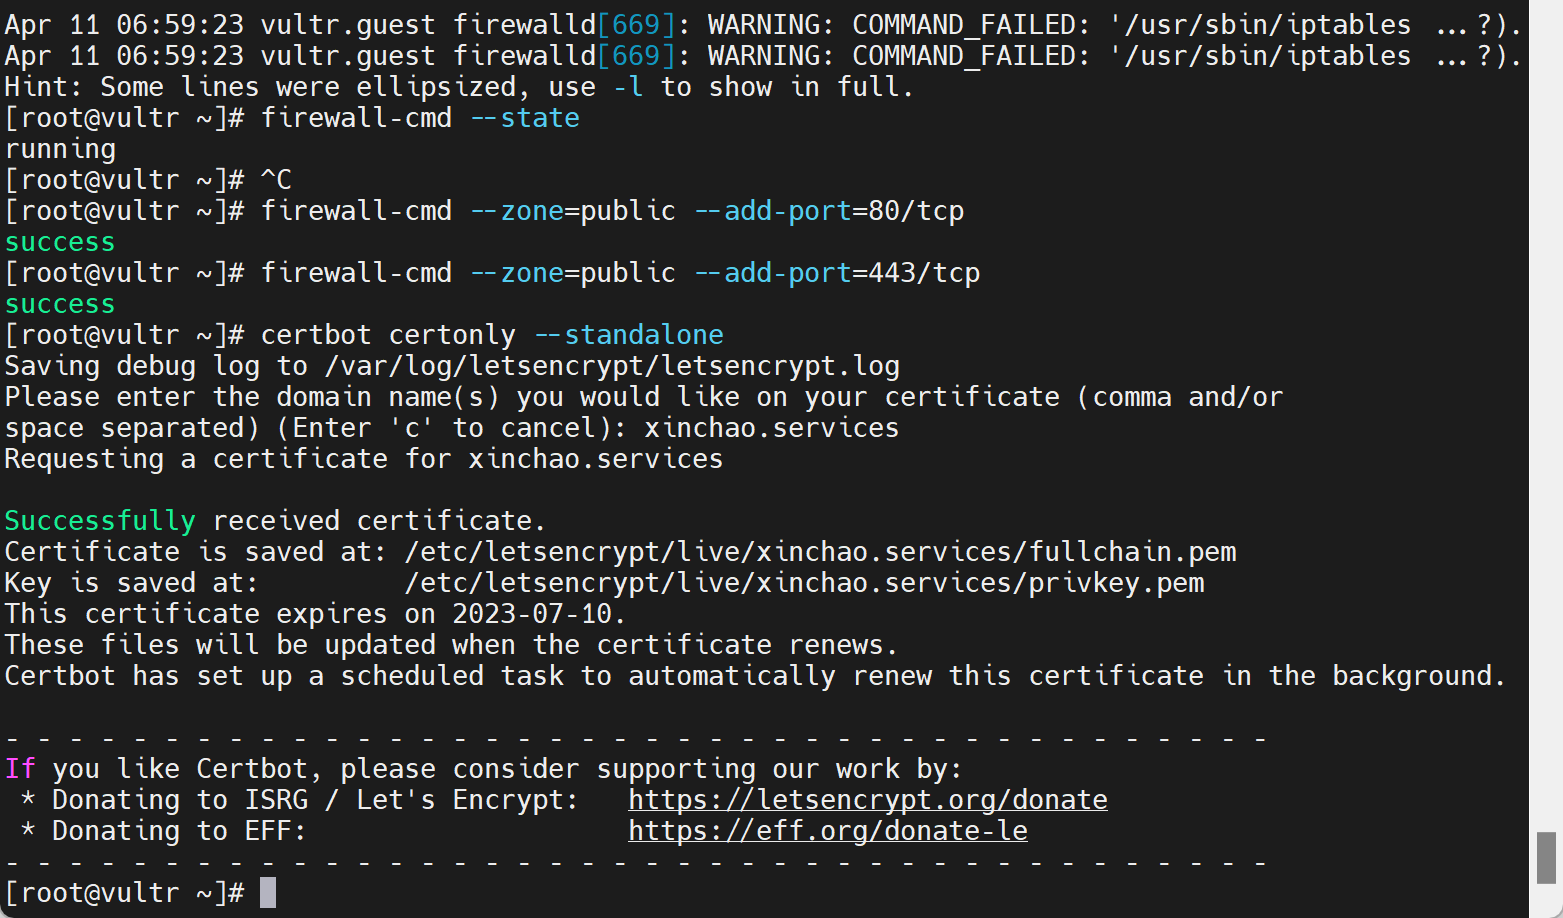 Apr 11 06:59:23 vultr.guest firewalld[669]: WARNING: COMMAND_FAILED: '/usr/sbin/iptables ...?).
Apr 11 06:59:23 vultr.guest firewalld[669]: WARNING: COMMAND_FAILED: '/usr/sbin/iptables ...?).
Hint: Some lines were ellipsized, use -l to show in full.
[root@vultr ~]# firewall-cmd --state
running
[root@vultr ~]# ^C
[root@vultr ~]# firewall-cmd --zone=public --add-port=80/tcp
success
[root@vultr ~]# firewall-cmd --zone=public --add-port=443/tcp
success
[root@vultr ~]# certbot certonly --standalone
Saving debug log to /var/log/letsencrypt/letsencrypt.log
Please enter the domain name(s) you would like on your certificate (comma and/or
space separated) (Enter 'c' to cancel): xinchao.services
Requesting a certificate for xinchao.services
Successfully received certificate.
Certificate is saved at: /etc/letsencrypt/live/xinchao.services/fullchain.pem
Key is saved at:         /etc/letsencrypt/live/xinchao.services/privkey.pem
This certificate expires on 2023-07-10.
These files will be updated when the certificate renews.
Certbot has set up a scheduled task to automatically renew this certificate in the background.
- - - - - - - - - - - - - - - - - - - - - - - - - - - - - - - - - - - - - - - -
If you like Certbot, please consider supporting our work by:
 * Donating to ISRG / Let's Encrypt:   https://letsencrypt.org/donate
 * Donating to EFF:                    https://eff.org/donate-le
- - - - - - - - - - - - - - - - - - - - - - - - - - - - - - - - - - - - - - - -
[root@vultr ~]#